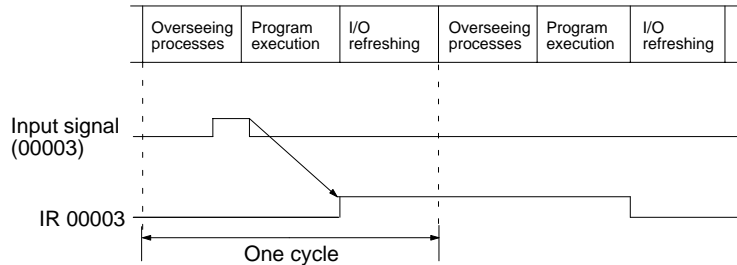 Overseeing processes
Program execution
I/O refreshing
Overseeing processes
Program execution
I/O refreshing
Input signal
(00003)
IR 00003
One cycle